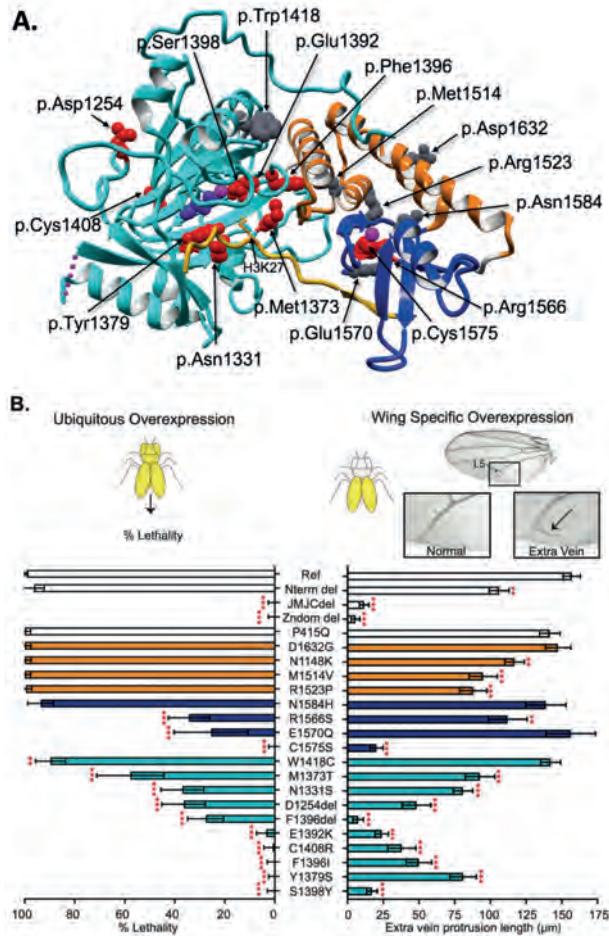 A.
p.Trp1418
p.Ser1398
p.Glu1392
p.Phe1396
p.Met1514
p.Asp1254
p.Asp1632
p.Arg1523
p.Asn1584
p.Cys1408
H3K27
p.Tyr1379
p.Met1373
p.Arg1566
p.Glu1570
p.Cys1575
p.Asn1331
B.
Ubiquitous Overexpression
Wing Specific Overexpression
L5
% Lethality
Normal
Extra Vein
Ref
Nterm del
JMJCdel
Zndom del
P415Q
D1632G
N1148K
M1514V
R1523P
N1584H
R1566S
E1570Q
C1575S
W1418C
M1373T
N1331S
D1254del
F1396del
E1392K
C1408R
F1396I
Y1379S
S1398Y
100 80 60 40 20 0
0 25 50 75 100 125 150 175
% Lethality
Extra vein protrusion length (µm)